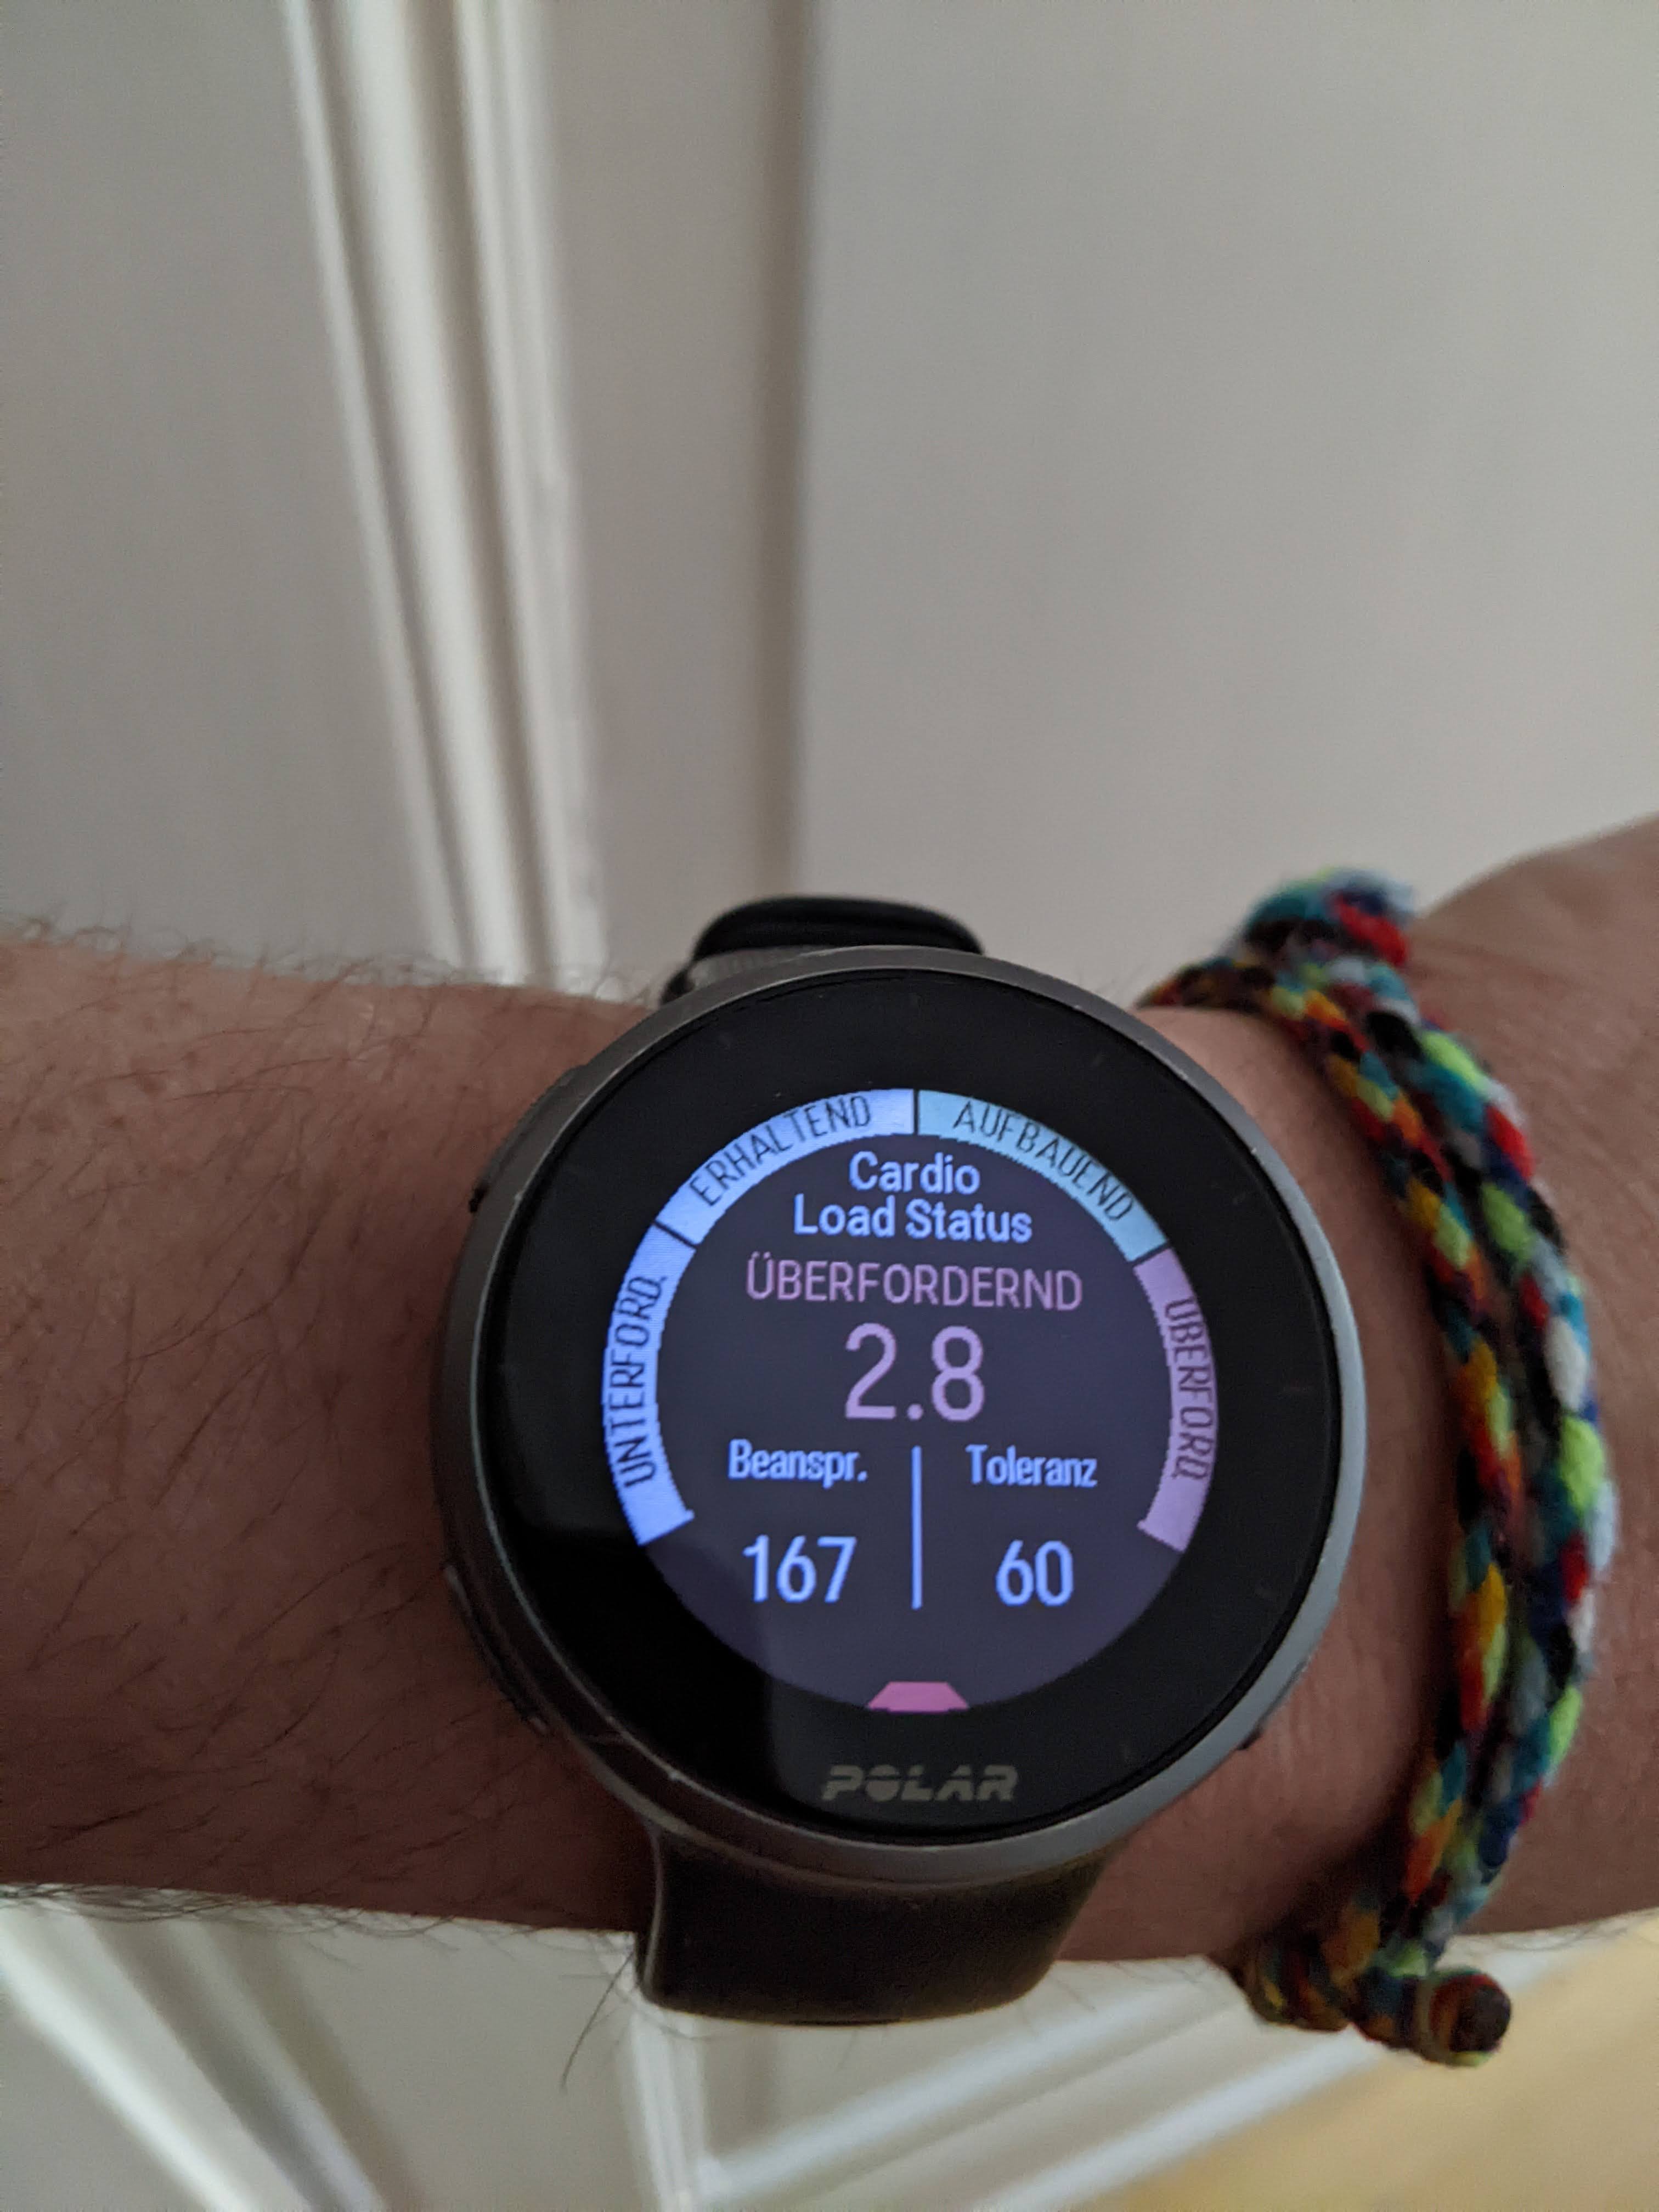 UNTERFORD.
ERHALTEND
AUFBAUEND
ÜBERFORD.
Cardio
Load Status
ÜBERFORDERND
2.8
Beanspr.
Toleranz
167
60
POLAR